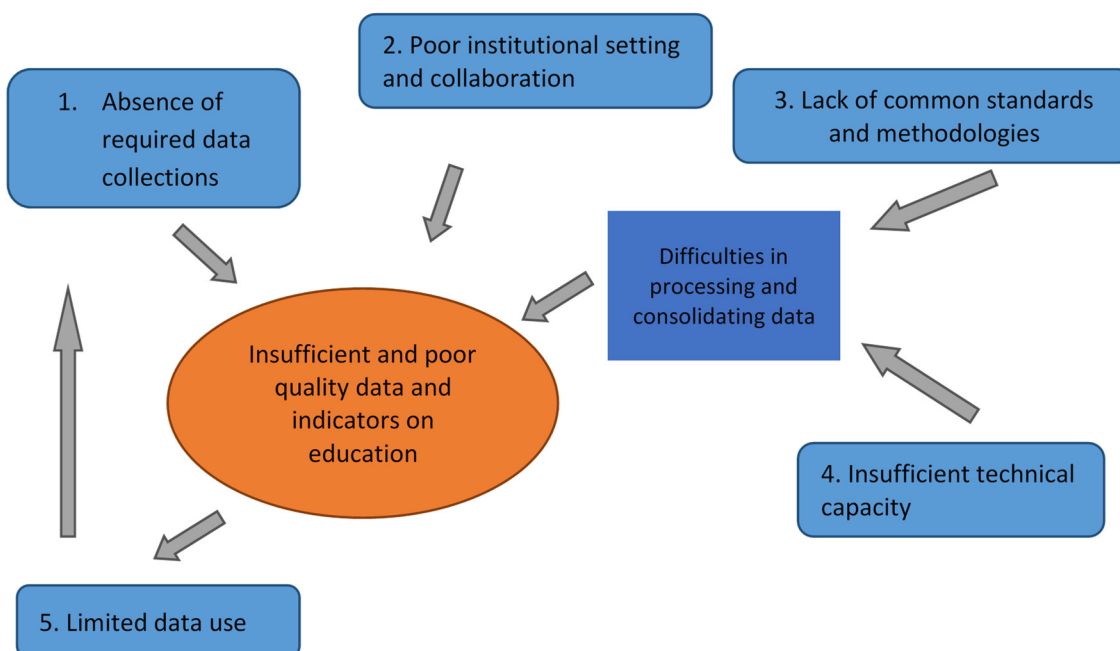 2. Poor institutional setting
and collaboration
1. Absence of
required data
collections
3. Lack of common standards
and methodologies
Difficulties in
processing and
consolidating data
Insufficient and poor
quality data and
indicators on
education
4. Insufficient technical
capacity
5. Limited data use